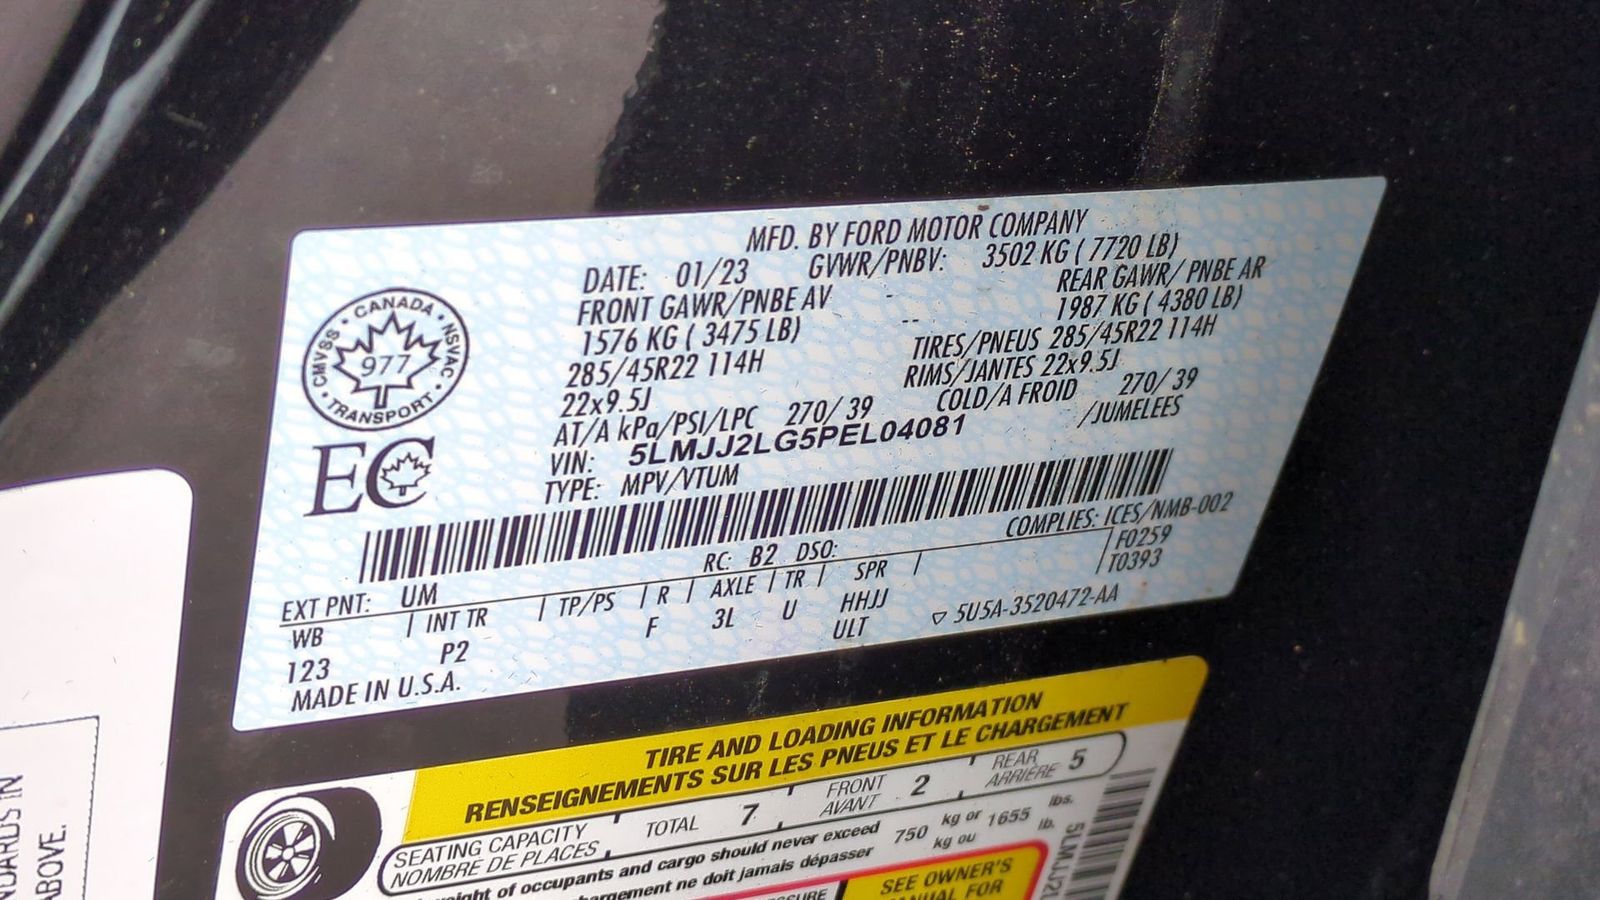 MFD. BY FORD MOTOR COMPANY
DATE: 01/23 GVWR/PNBV: 3502 KG ( 7720 LB)
FRONT GAWR/PNBE AV - REAR GAWR/ PNBE AR
1576 KG ( 3475 LB) -- 1987 KG ( 4380 LB)
285/45R22 114H TIRES/PNEUS 285/45R22 114H
22x9.5J RIMS/JANTES 22x9.5J
AT/A kPa/PSI/LPC 270/ 39 COLD/A FROID 270/ 39
VIN: 5LMJJ2LG5PEL04081 /JUMELEES
TYPE: MPV/VTUM
CMVSS • CANADA • NSVAC • TRANSPORT •
977
EC
COMPLIES: ICES/NMB-002
EXT PNT: UM RC: B2 DSO: F0259
WB | INT TR | TP/PS | R | AXLE | TR | SPR | T0393
123 P2 F 3L U HHJJ
ULT
MADE IN U.S.A. ▽ 5U5A-3520472-AA
TIRE AND LOADING INFORMATION
RENSEIGNEMENTS SUR LES PNEUS ET LE CHARGEMENT
SEATING CAPACITY
NOMBRE DE PLACES
TOTAL 7
FRONT
AVANT 2
REAR
ARRIÈRE 5
of occupants and cargo should never exceed 750 kg or 1655 lbs.
ne doit jamais dépasser kg ou lb.
SEE OWNER'S
FOR
5LMJJ2
IN
ABOVE.